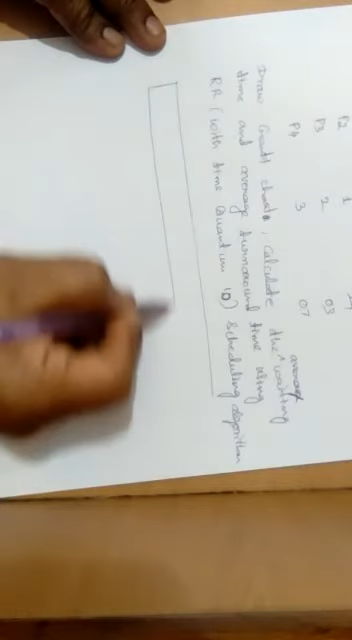 P2 1
P3 2 03
P4 3 07
Draw Gantt chart, calculate the average waiting
time and average turnaround time using
RR (with time quantum 10) scheduling algorithm